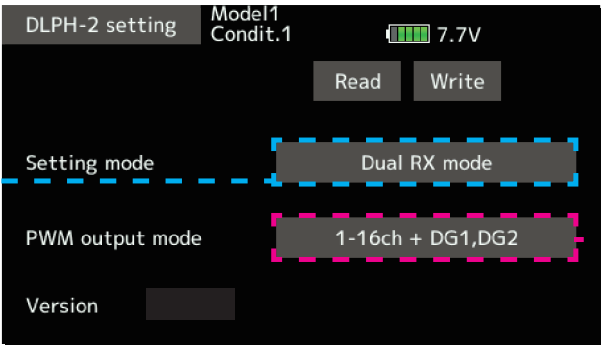 DLPH-2 setting
Model1
Condit.1
7.7V
Read Write
Setting mode Dual RX mode
PWM output mode 1-16ch + DG1,DG2
Version